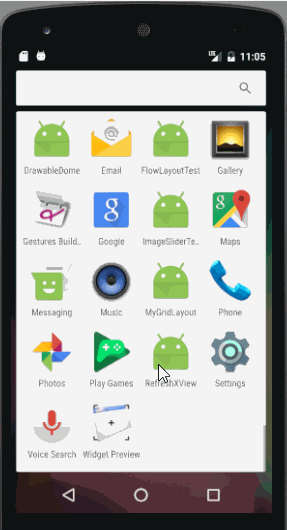 LTE 11:05
DrawableDome Email FlowLayoutTest Gallery
Gestures Build.. Google ImageSliderTe.. Maps
Messaging Music MyGridLayout Phone
Photos Play Games RefreshXView Settings
Voice Search Widget Preview